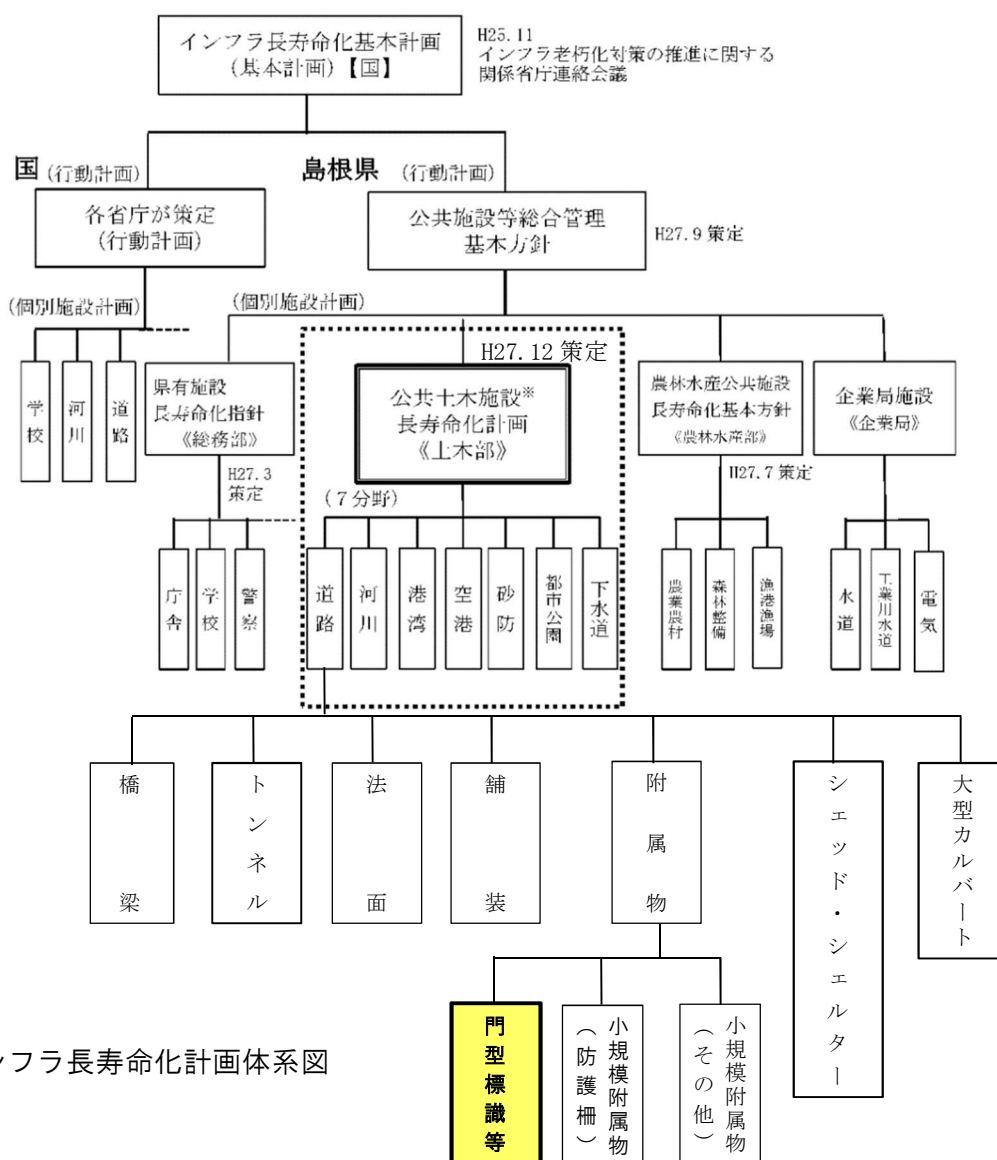 インフラ長寿命化基本計画
(基本計画)【国】
H25.11
インフラ老朽化対策の推進に関する
関係省庁連絡会議
国 (行動計画)
島根県 (行動計画)
各省庁が策定
(行動計画)
公共施設等総合管理
基本方針
H27.9 策定
(個別施設計画)
(個別施設計画)
学校
河川
道路
県有施設
長寿命化指針
《総務部》
H27.3
策定
庁舎
学校
警察
H27.12 策定
公共土木施設※
長寿命化計画
《土木部》
(7分野)
道路
河川
港湾
空港
砂防
都市公園
下水道
農林水産公共施設
長寿命化基本方針
《農林水産部》
H27.7 策定
農業農村
森林整備
漁港漁場
企業局施設
《企業局》
水道
工業用水道
電気
橋梁
トンネル
法面
舗装
附属物
シェッド・シェルター
大型カルバート
門型標識等
小規模附属物
(防護柵)
小規模附属物
(その他)
ンフラ長寿命化計画体系図